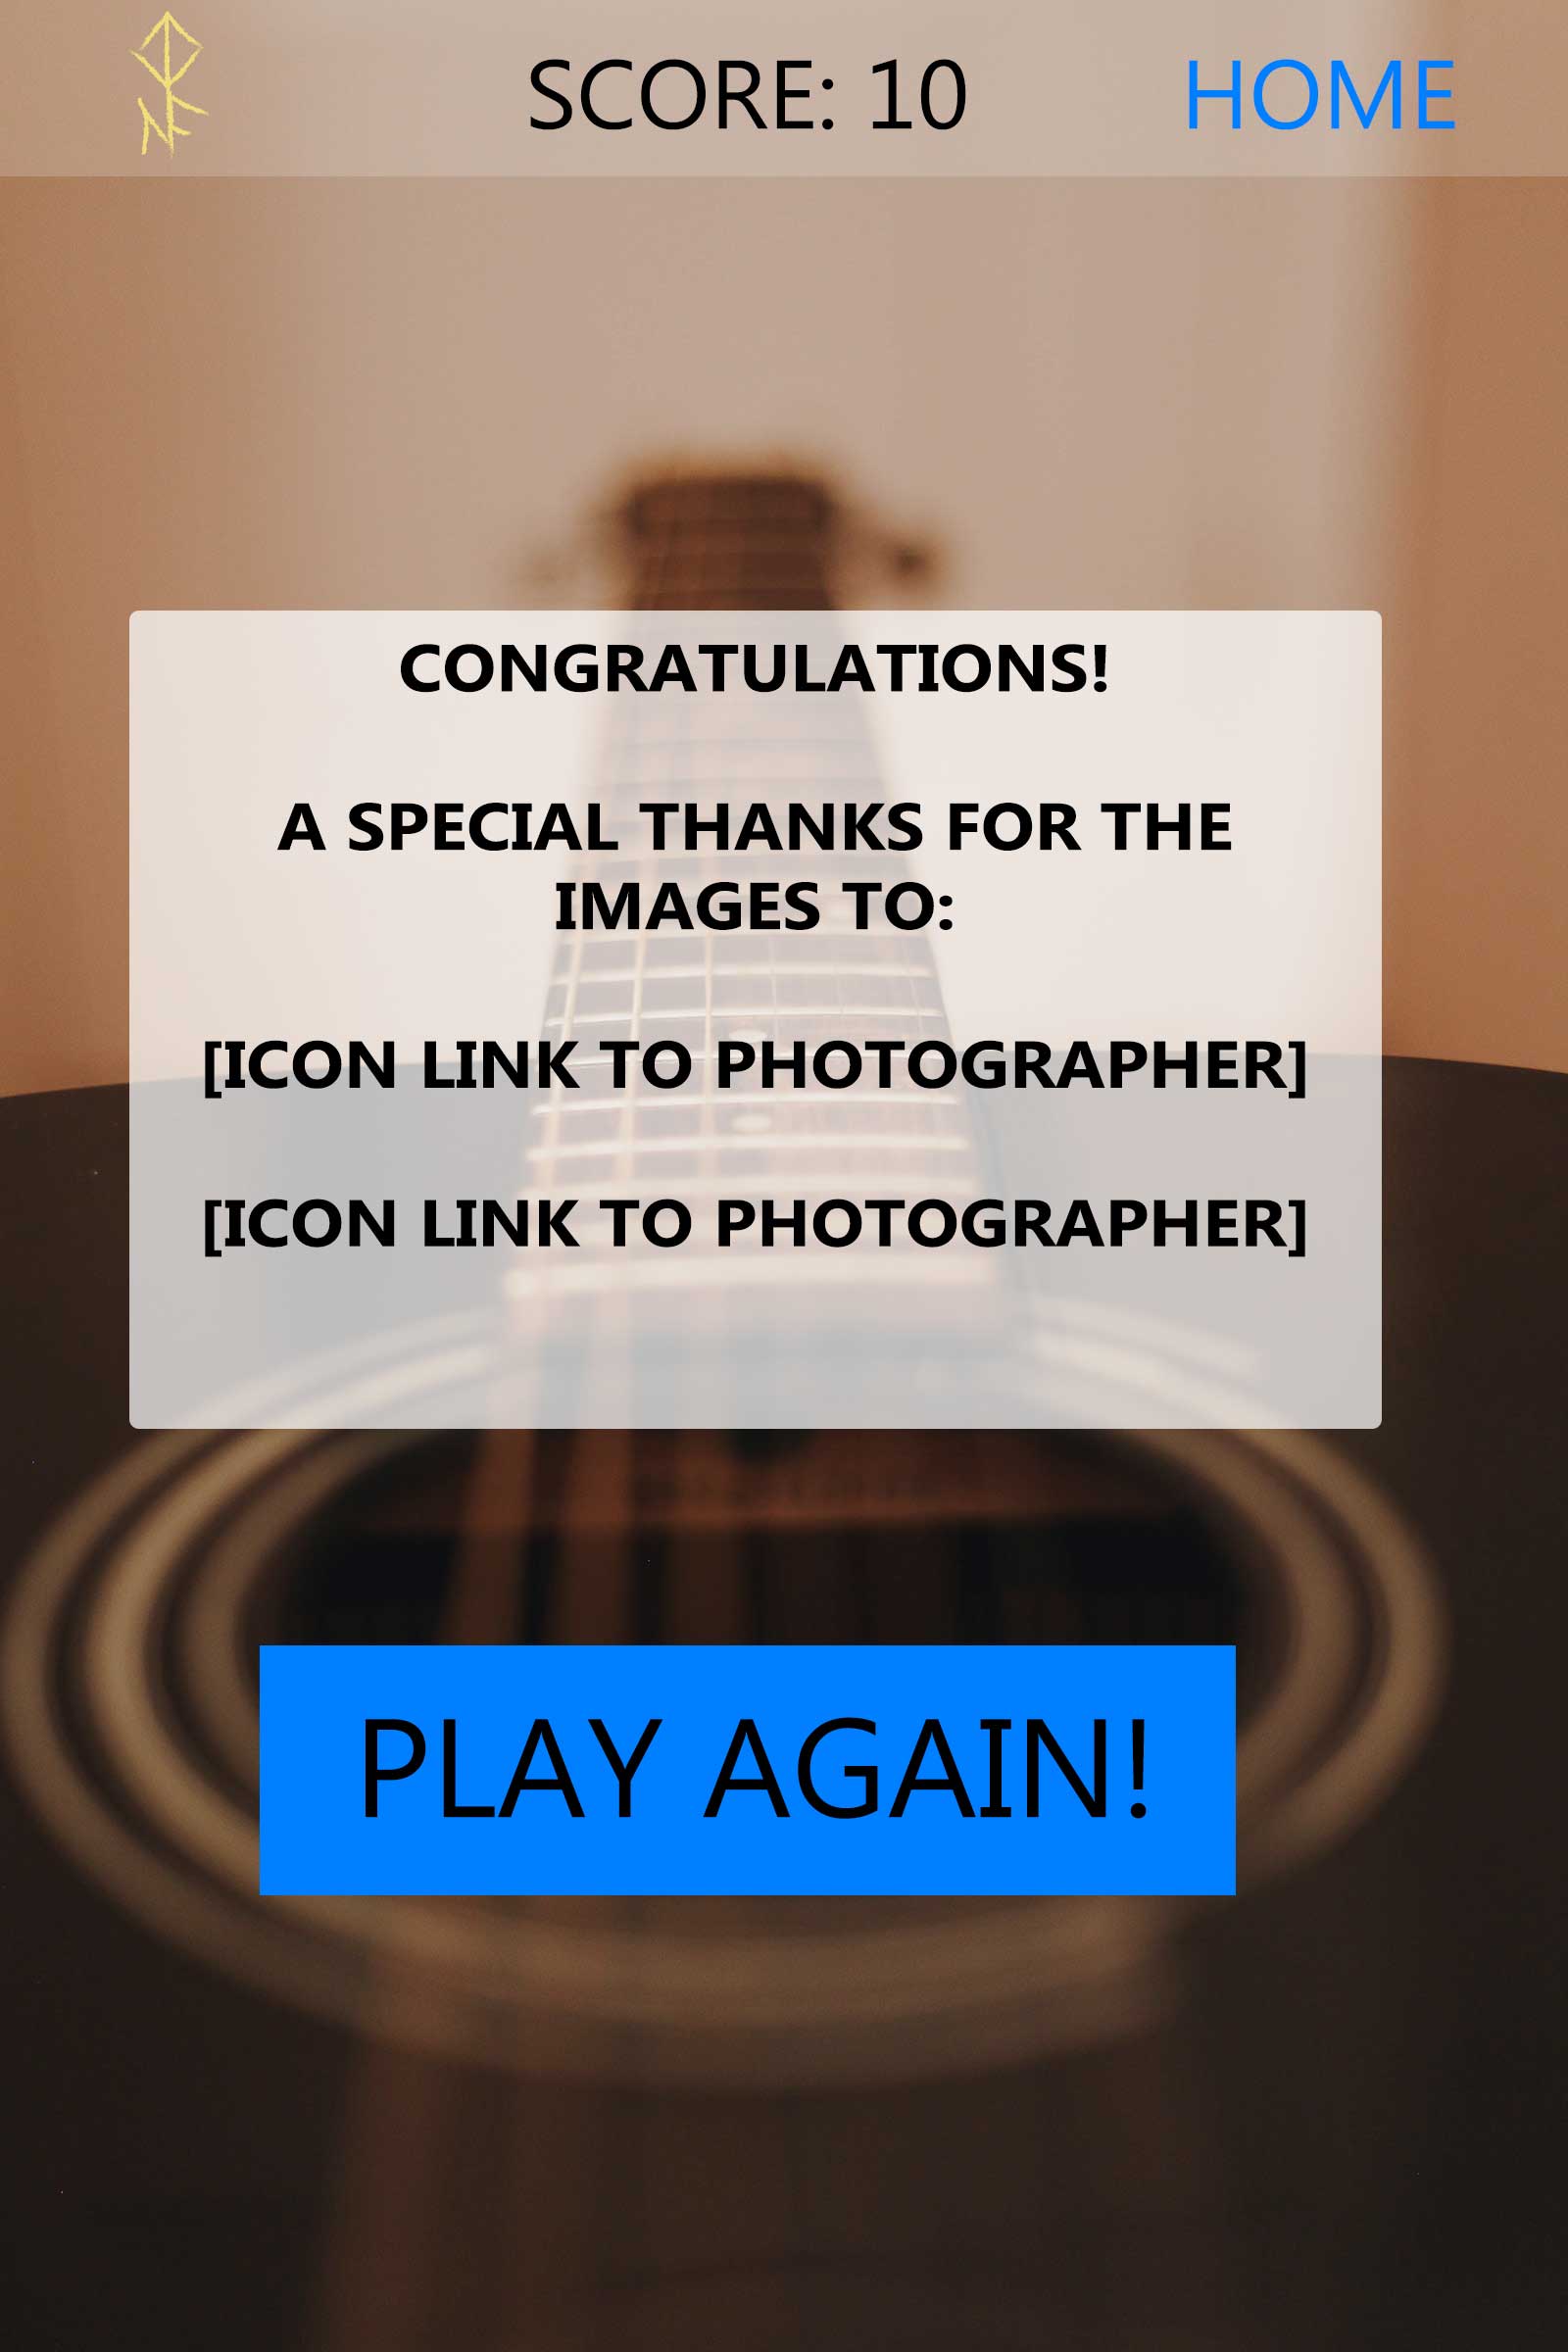 SCORE: 10 HOME
CONGRATULATIONS!
A SPECIAL THANKS FOR THE
IMAGES TO:
[ICON LINK TO PHOTOGRAPHER]
[ICON LINK TO PHOTOGRAPHER]
PLAY AGAIN!